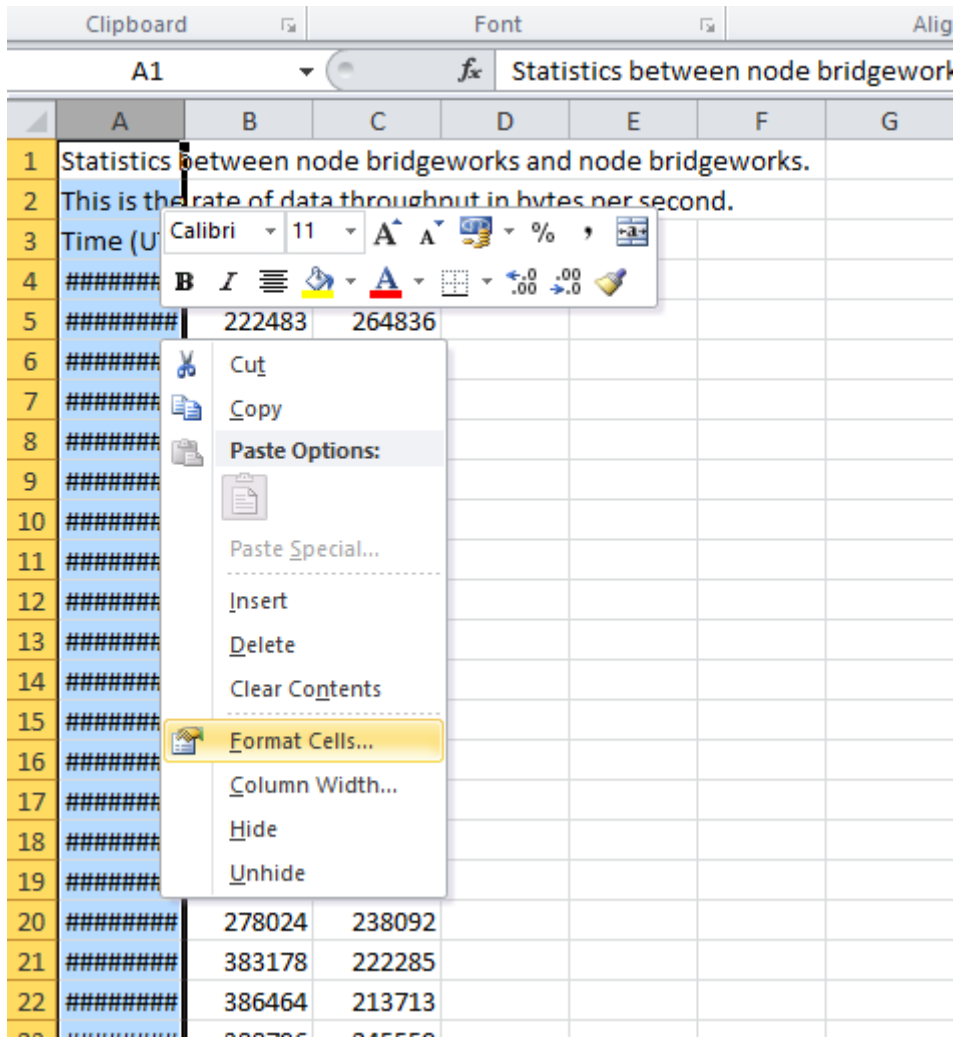 Clipboard Font Alig
A1 fx Statistics between node bridgework
A B C D E F G
1 Statistics between node bridgeworks and node bridgeworks.
2 This is the rate of data throughput in bytes per second.
3 Time (U
Calibri 11 A A % , a
B I A .0 .00 .00 .0
4 ########
5 ######## 222483 264836
6 ########
Cut
7 ########
Copy
8 ########
Paste Options:
9 ########
10 ########
11 ########
Paste Special...
12 ########
Insert
13 ########
Delete
14 ########
Clear Contents
15 ########
Format Cells...
16 ########
17 ########
Column Width...
18 ########
Hide
19 ########
Unhide
20 ######## 278024 238092
21 ######## 383178 222285
22 ######## 386464 213713